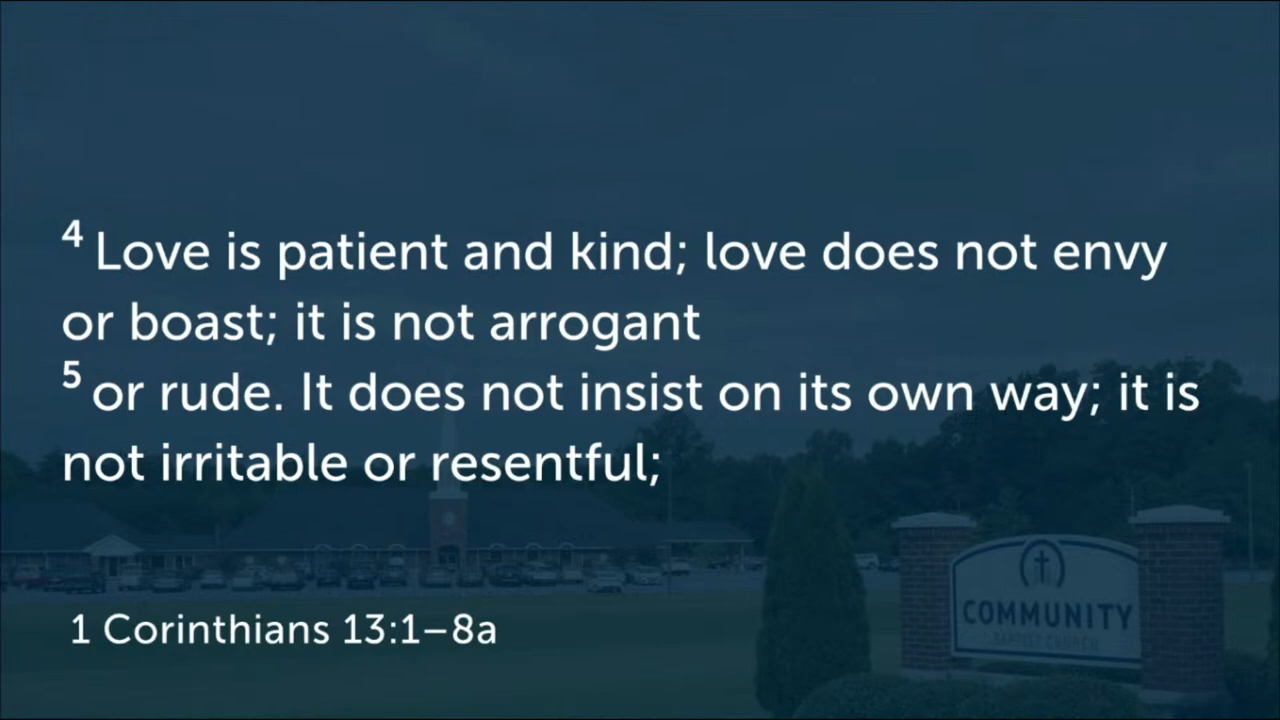 4 Love is patient and kind; love does not envy
or boast; it is not arrogant
5 or rude. It does not insist on its own way; it is
not irritable or resentful;
COMMUNITY
BAPTIST CHURCH
1 Corinthians 13:1–8a